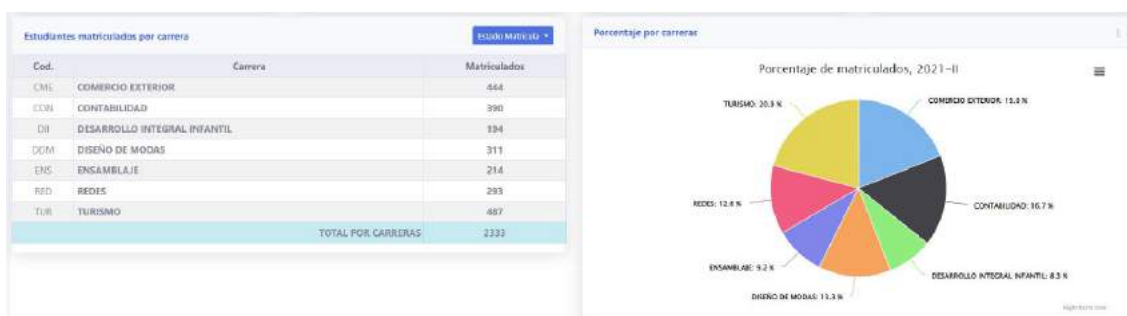 Estudiantes matriculados por carrera
Estado Matrícula
Cod. Carrera Matriculados
CME COMERCIO EXTERIOR 444
CON CONTABILIDAD 390
DII DESARROLLO INTEGRAL INFANTIL 194
DDM DISEÑO DE MODAS 311
ENS ENSAMBLAJE 214
RED REDES 293
TUR TURISMO 487
TOTAL POR CARRERAS 2333
Porcentaje por carreras
Porcentaje de matriculados, 2021-II
TURISMO: 20.9 %
COMERCIO EXTERIOR:
REDES: 12.6 %
CONTABILIDAD: 16.7 %
ENSAMBLAJE: 9.2 %
DESARROLLO INTEGRAL INFANTIL: 8.3 %
DISEÑO DE MODAS: 13.3 %